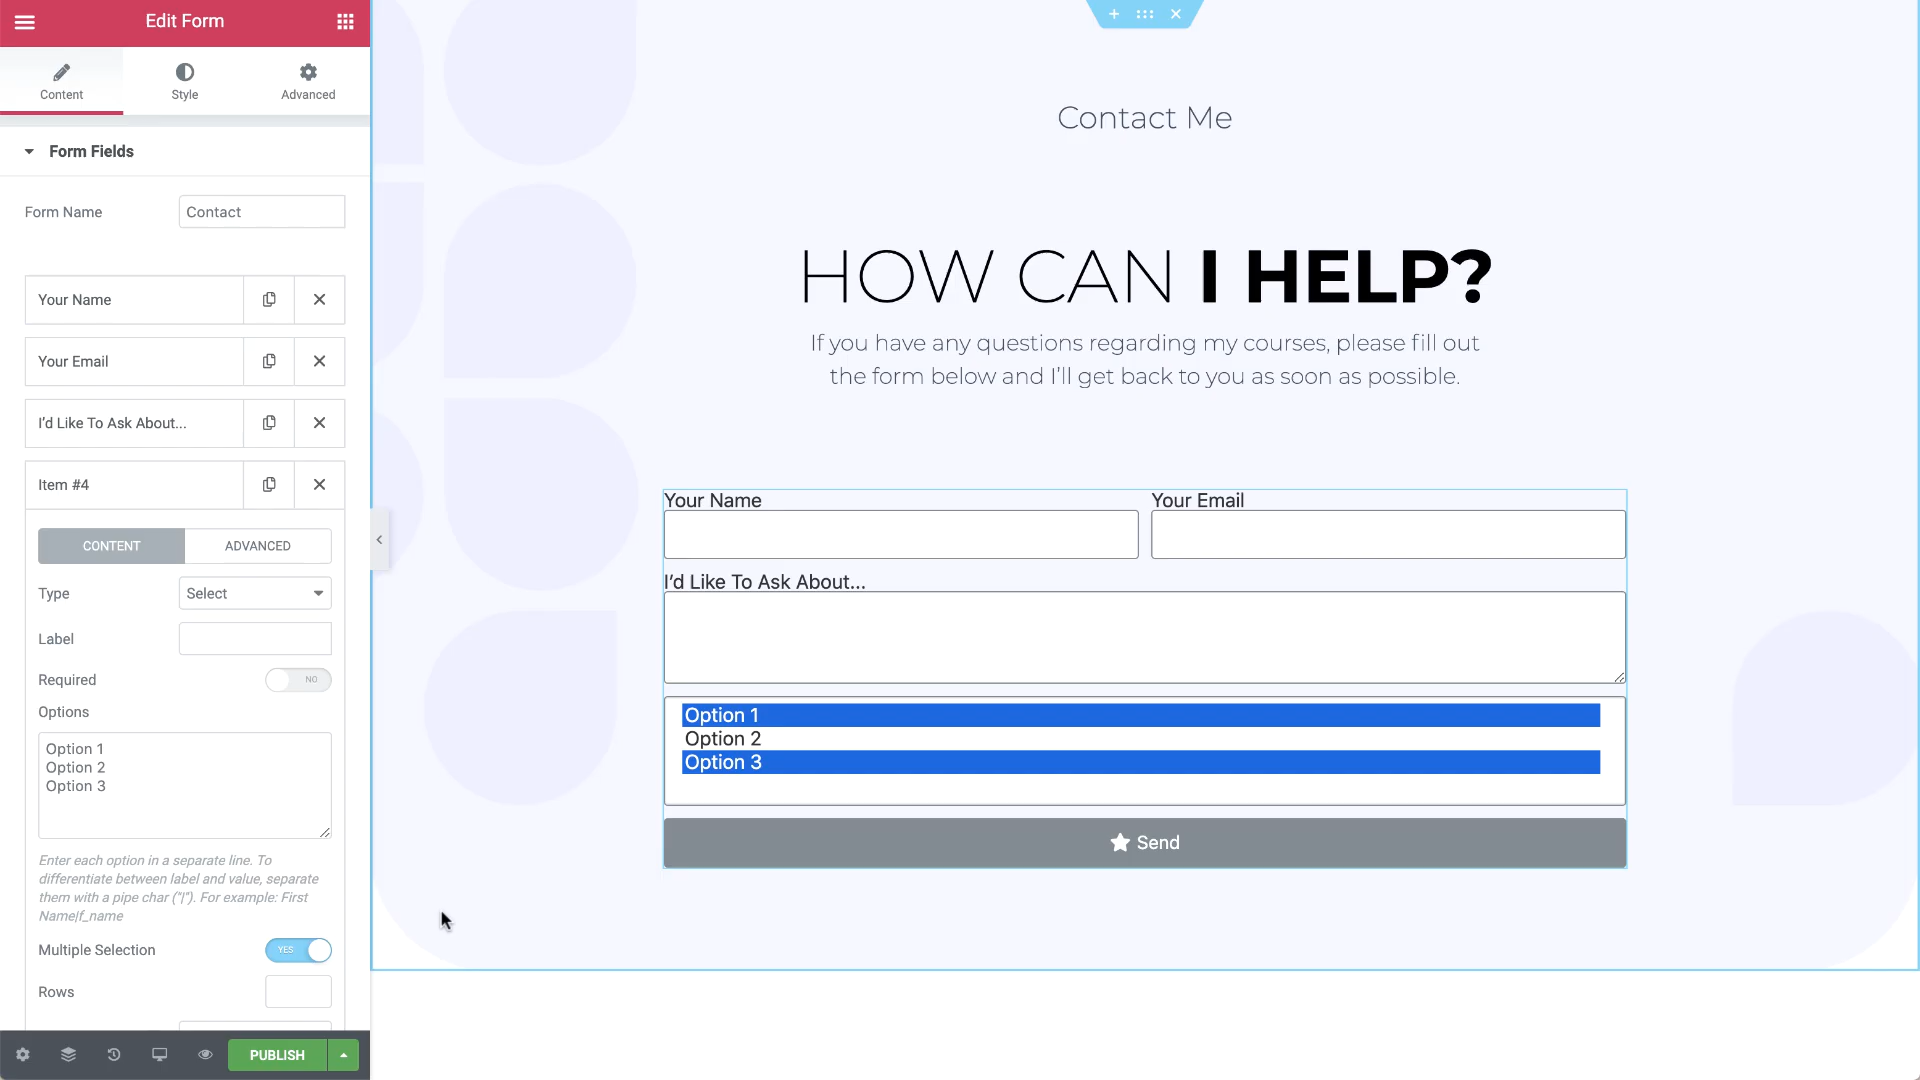 Edit Form
Content
Style
Advanced
Form Fields
Form Name
Contact
Your Name
Your Email
I'd Like To Ask About...
Item #4
CONTENT
ADVANCED
Type
Select
Label
Required
NO
Options
Option 1
Option 2
Option 3
Enter each option in a separate line. To
differentiate between label and value, separate
them with a pipe char ("|"). For example: First
Name|f_name
Multiple Selection
YES
Rows
PUBLISH
Contact Me
HOW CAN I HELP?
If you have any questions regarding my courses, please fill out
the form below and I'll get back to you as soon as possible.
Your Name
Your Email
I'd Like To Ask About...
Option 1
Option 2
Option 3
Send